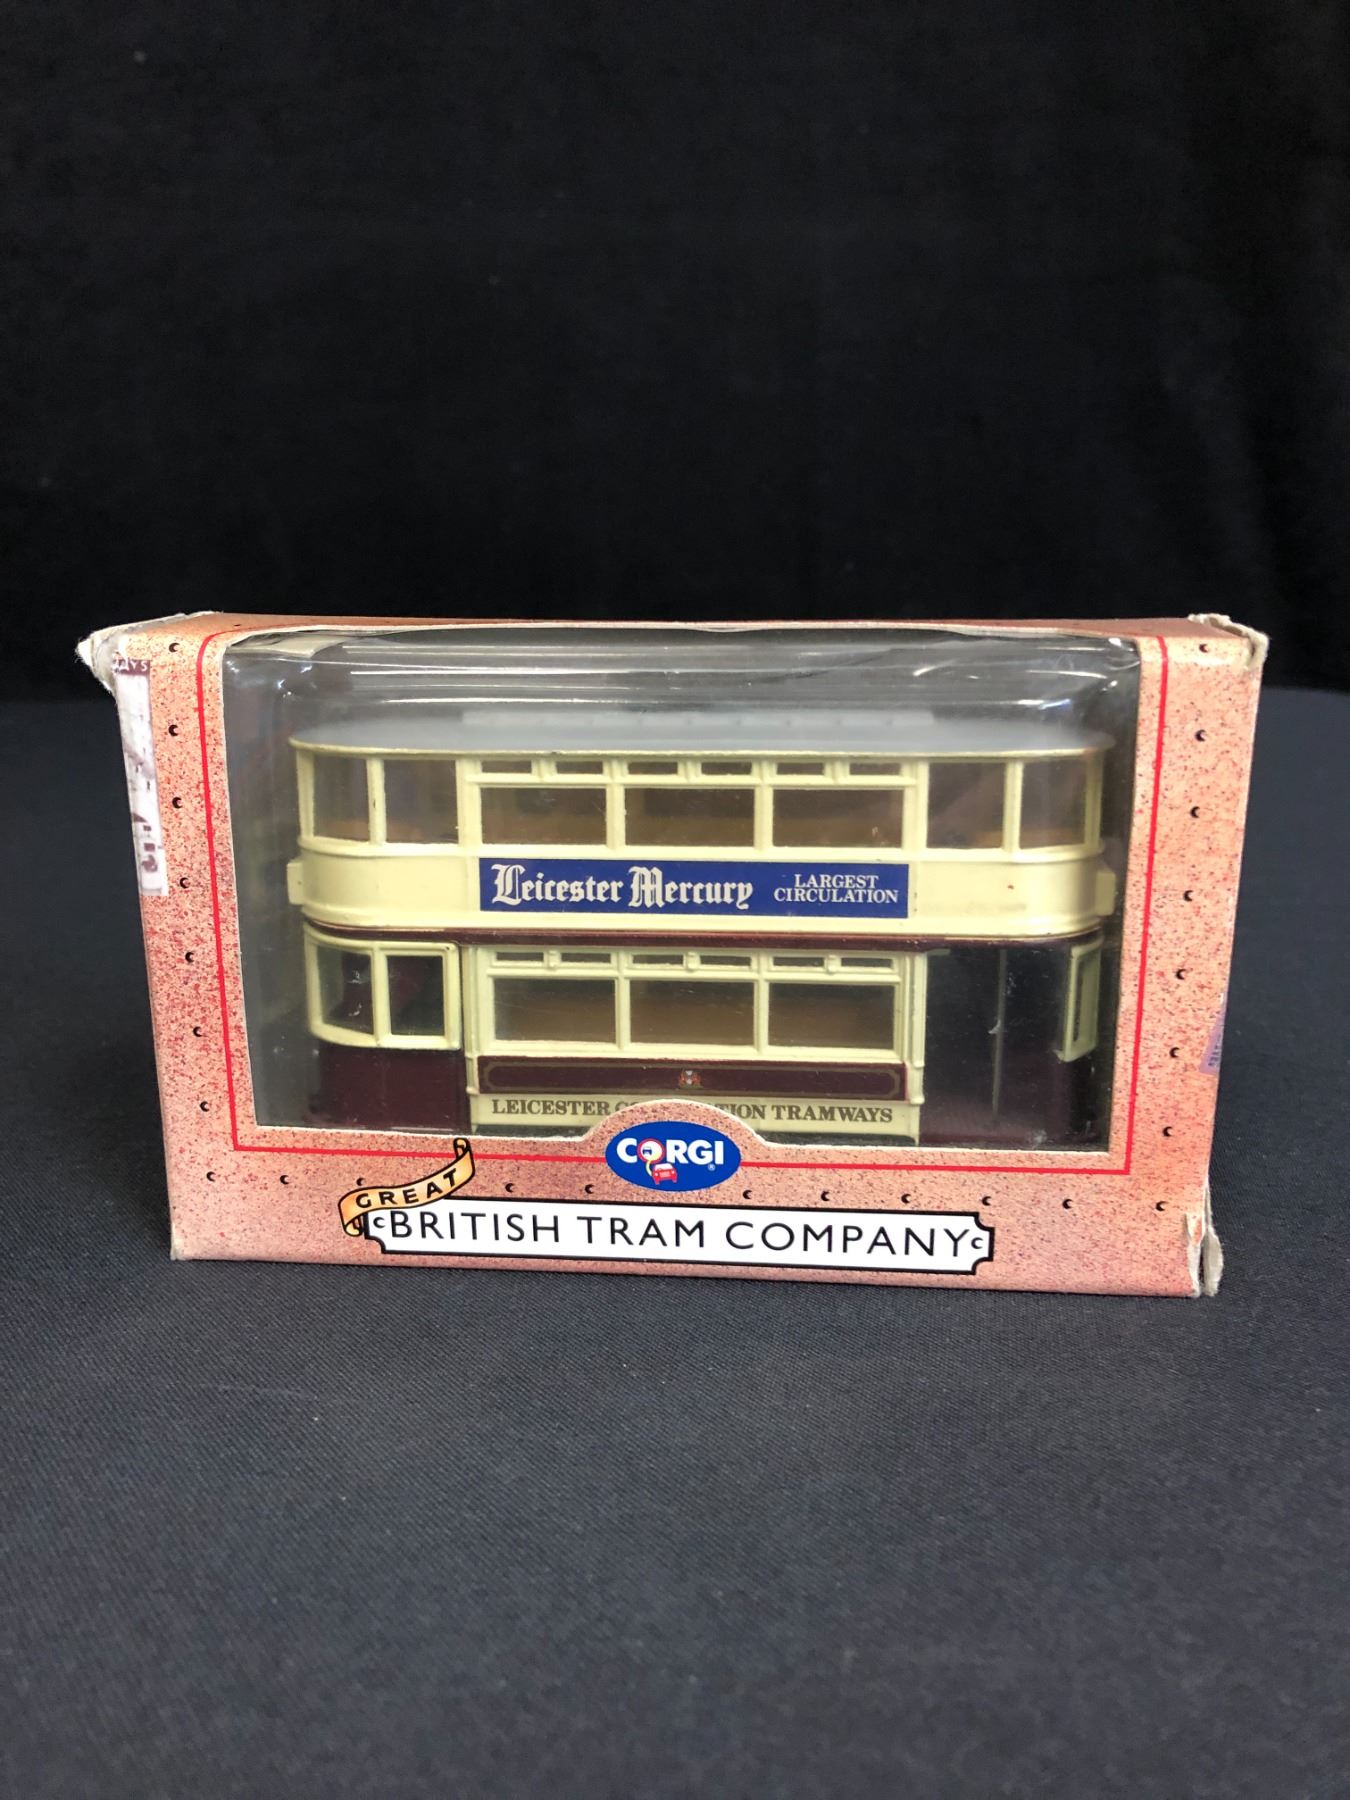 Leicester Mercury LARGEST
CIRCULATION
LEICESTER TRAMWAYS
CORGI ®
GREAT
BRITISH TRAM COMPANY